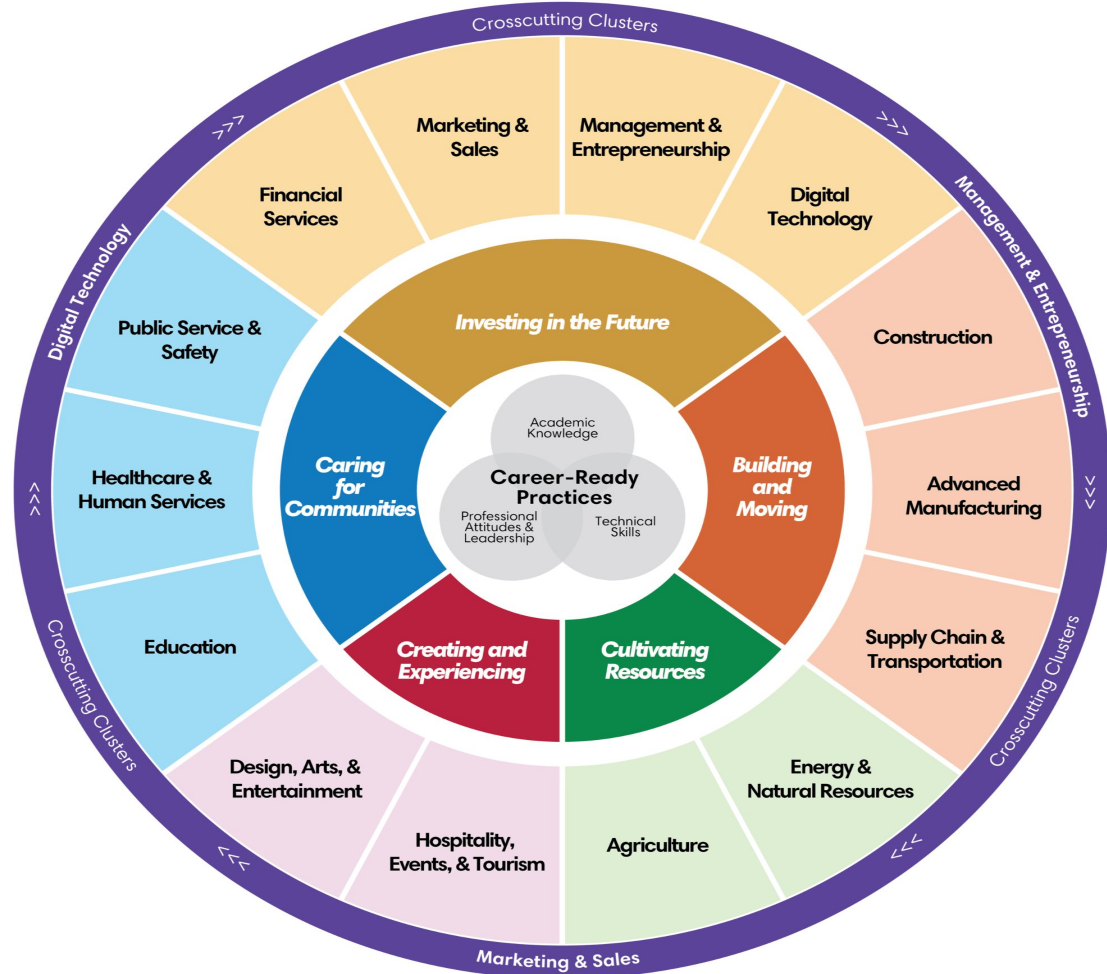 Crosscutting Clusters
>>>
>>>
Marketing &
Sales
Management &
Entrepreneurship
Financial
Services
Digital
Technology
Digital Technology
Management & Entrepreneurship
Investing in the Future
Public Service &
Safety
Construction
Academic
Knowledge
Caring
for
Communities
Career-Ready
Practices
Building
and
Moving
Professional
Attitudes &
Leadership
Technical
Skills
Healthcare &
Human Services
Advanced
Manufacturing
>>>
>>>
Education
Creating and
Experiencing
Cultivating
Resources
Supply Chain &
Transportation
Crosscutting Clusters
Crosscutting Clusters
Design, Arts, &
Entertainment
Hospitality,
Events, & Tourism
Agriculture
Energy &
Natural Resources
<<<
<<<
Marketing & Sales